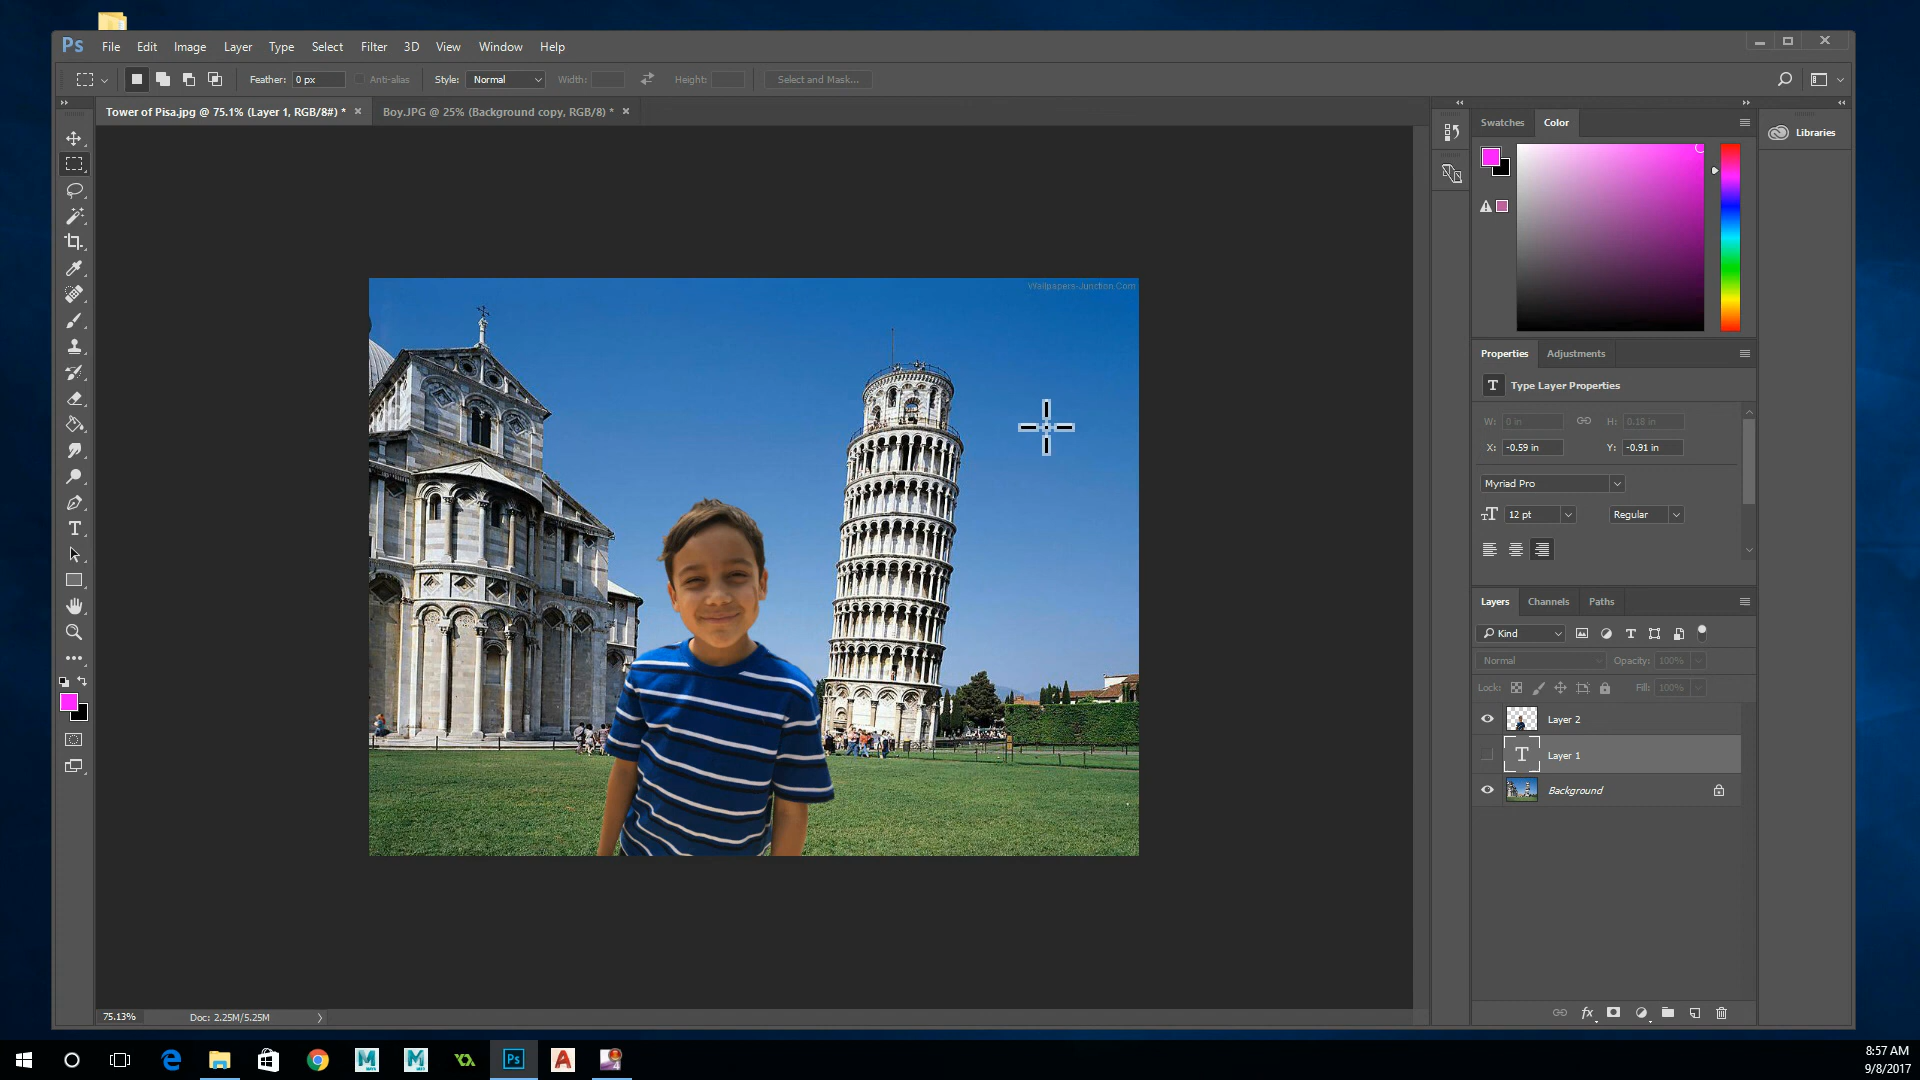 Ps File Edit Image Layer Type Select Filter 3D View Window Help
Feather: 0 px Anti-alias Style: Normal Width: Height: Select and Mask...
Tower of Pisa.jpg @ 75.1% (Layer 1, RGB/8#) * Boy.JPG @ 25% (Background copy, RGB/8) *
Swatches Color
Libraries
Wallpapers-Junction.Com
Properties Adjustments
T Type Layer Properties
W: 0 in H: 0.18 in
X: -0.59 in Y: -0.91 in
Myriad Pro
12 pt Regular
Layers Channels Paths
Kind
Normal Opacity: 100%
Lock: Fill: 100%
Layer 2
T Layer 1
Background
fx
75.13% Doc: 2.25M/5.25M
Ps
8:57 AM
9/8/2017